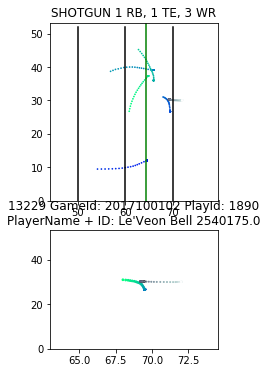 SHOTGUN 1 RB, 1 TE, 3 WR
50
40
30
20
10
0
50 60 70
13229 GameId: 2017100102 PlayId: 1890
PlayerName + ID: Le'Veon Bell 2540175.0
40
20
0
65.0 67.5 70.0 72.5